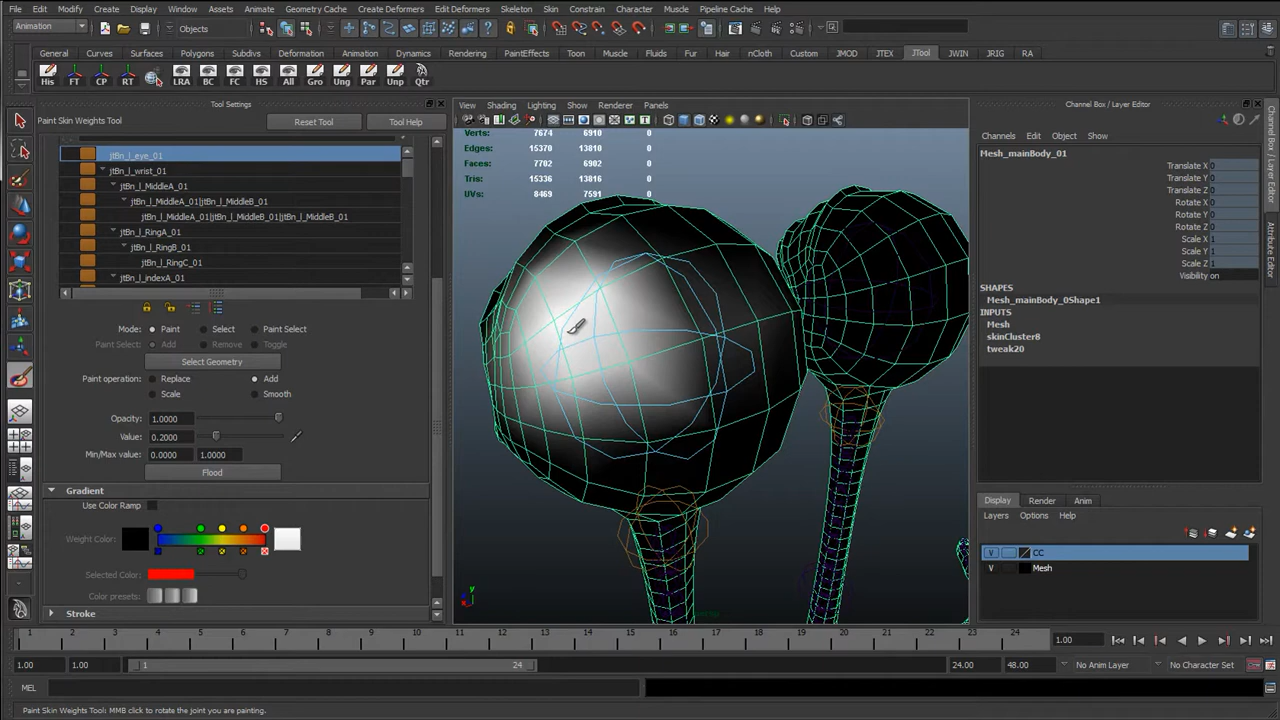 File Edit Modify Create Display Window Assets Animate Geometry Cache Create Deformers Edit Deformers Skeleton Skin Constrain Character Muscle Pipeline Cache Help
Animation Objects
General Curves Surfaces Polygons Subdivs Deformation Animation Dynamics Rendering PaintEffects Toon Muscle Fluids Fur Hair nCloth Custom JMOD JTEX JTool JWIN JRIG RA
His FT CP RT LRA BC FC HS All Gro Ung Par Unp Qtr
Tool Settings
Paint Skin Weights Tool Reset Tool Tool Help
jtBn_l_eye_01
jtBn_l_wrist_01
jtBn_l_MiddleA_01
jtBn_l_MiddleA_01|jtBn_l_MiddleB_01
jtBn_l_MiddleA_01|jtBn_l_MiddleB_01|jtBn_l_MiddleB_01
jtBn_l_RingA_01
jtBn_l_RingB_01
jtBn_l_RingC_01
jtBn_l_indexA_01
Mode: Paint Select Paint Select
Paint Select: Add Remove Toggle
Select Geometry
Paint operation: Replace Add
Scale Smooth
Opacity: 1.0000
Value: 0.2000
Min/Max value: 0.0000 1.0000
Flood
Gradient
Use Color Ramp
Weight Color:
Selected Color:
Color presets:
Stroke
View Shading Lighting Show Renderer Panels
Verts: 7674 6910 0
Edges: 15370 13810 0
Faces: 7702 6902 0
Tris: 15336 13816 0
UVs: 8469 7591 0
y
Channel Box / Layer Editor
Channels Edit Object Show
Mesh_mainBody_01
Translate X 0
Translate Y 0
Translate Z 0
Rotate X 0
Rotate Y 0
Rotate Z 0
Scale X 1
Scale Y 1
Scale Z 1
Visibility on
SHAPES
Mesh_mainBody_0Shape1
INPUTS
Mesh
skinCluster8
tweak20
Channel Box / Layer Editor
Attribute Editor
Display Render Anim
Layers Options Help
V CC
V Mesh
1 2 3 4 5 6 7 8 9 10 11 12 13 14 15 16 17 18 19 20 21 22 23 24 1.00
1.00 1.00 1 24 24.00 48.00 No Anim Layer No Character Set
MEL
Paint Skin Weights Tool: MMB click to rotate the joint you are painting.